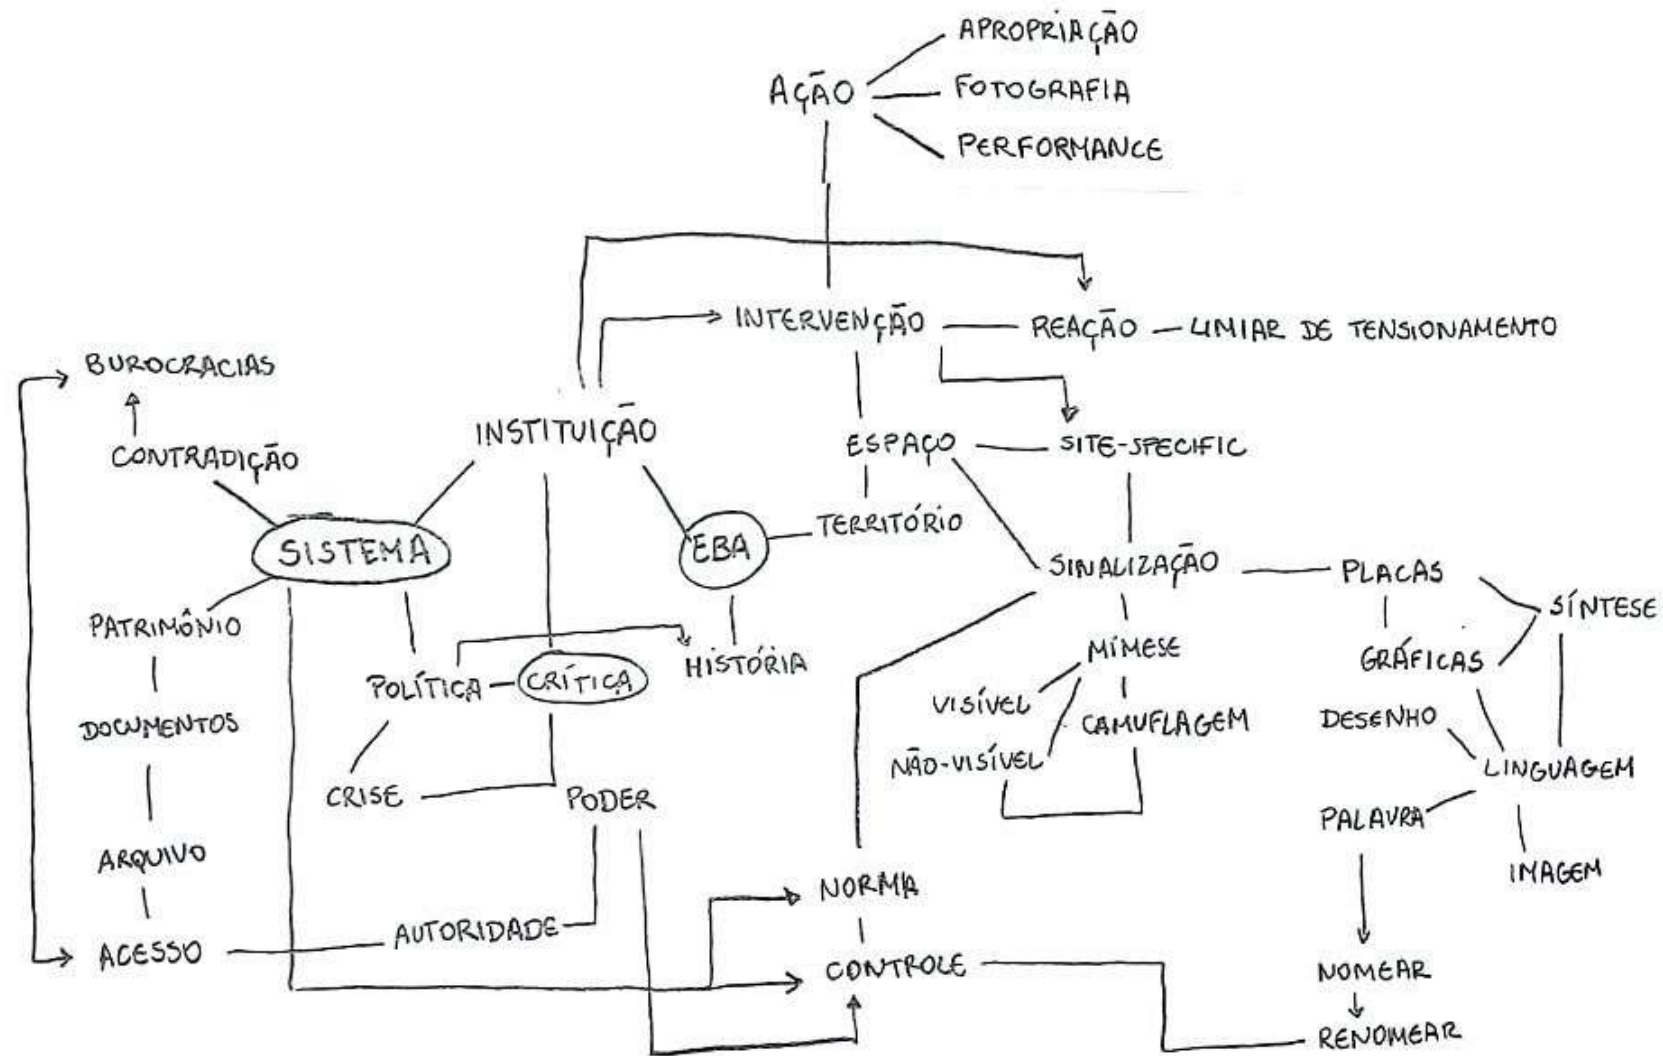 APROPRIAÇÃO
AÇÃO
FOTOGRAFIA
PERFORMANCE
INTERVENÇÃO
REAÇÃO
LIMIAR DE TENSIONAMENTO
BUROCRACIAS
CONTRADIÇÃO
INSTITUIÇÃO
ESPAÇO
SITE-SPECIFIC
SISTEMA
EBA
TERRITÓRIO
SINALIZAÇÃO
PLACAS
SÍNTESE
PATRIMÔNIO
POLÍTICA
CRÍTICA
HISTÓRIA
MÍMESE
GRÁFICAS
VISÍVEL
CAMUFLAGEM
DESENHO
DOCUMENTOS
NÃO-VISÍVEL
LINGUAGEM
CRISE
PODER
PALAVRA
ARQUIVO
IMAGEM
NORMA
ACESSO
AUTORIDADE
CONTROLE
NOMEAR
RENOMEAR